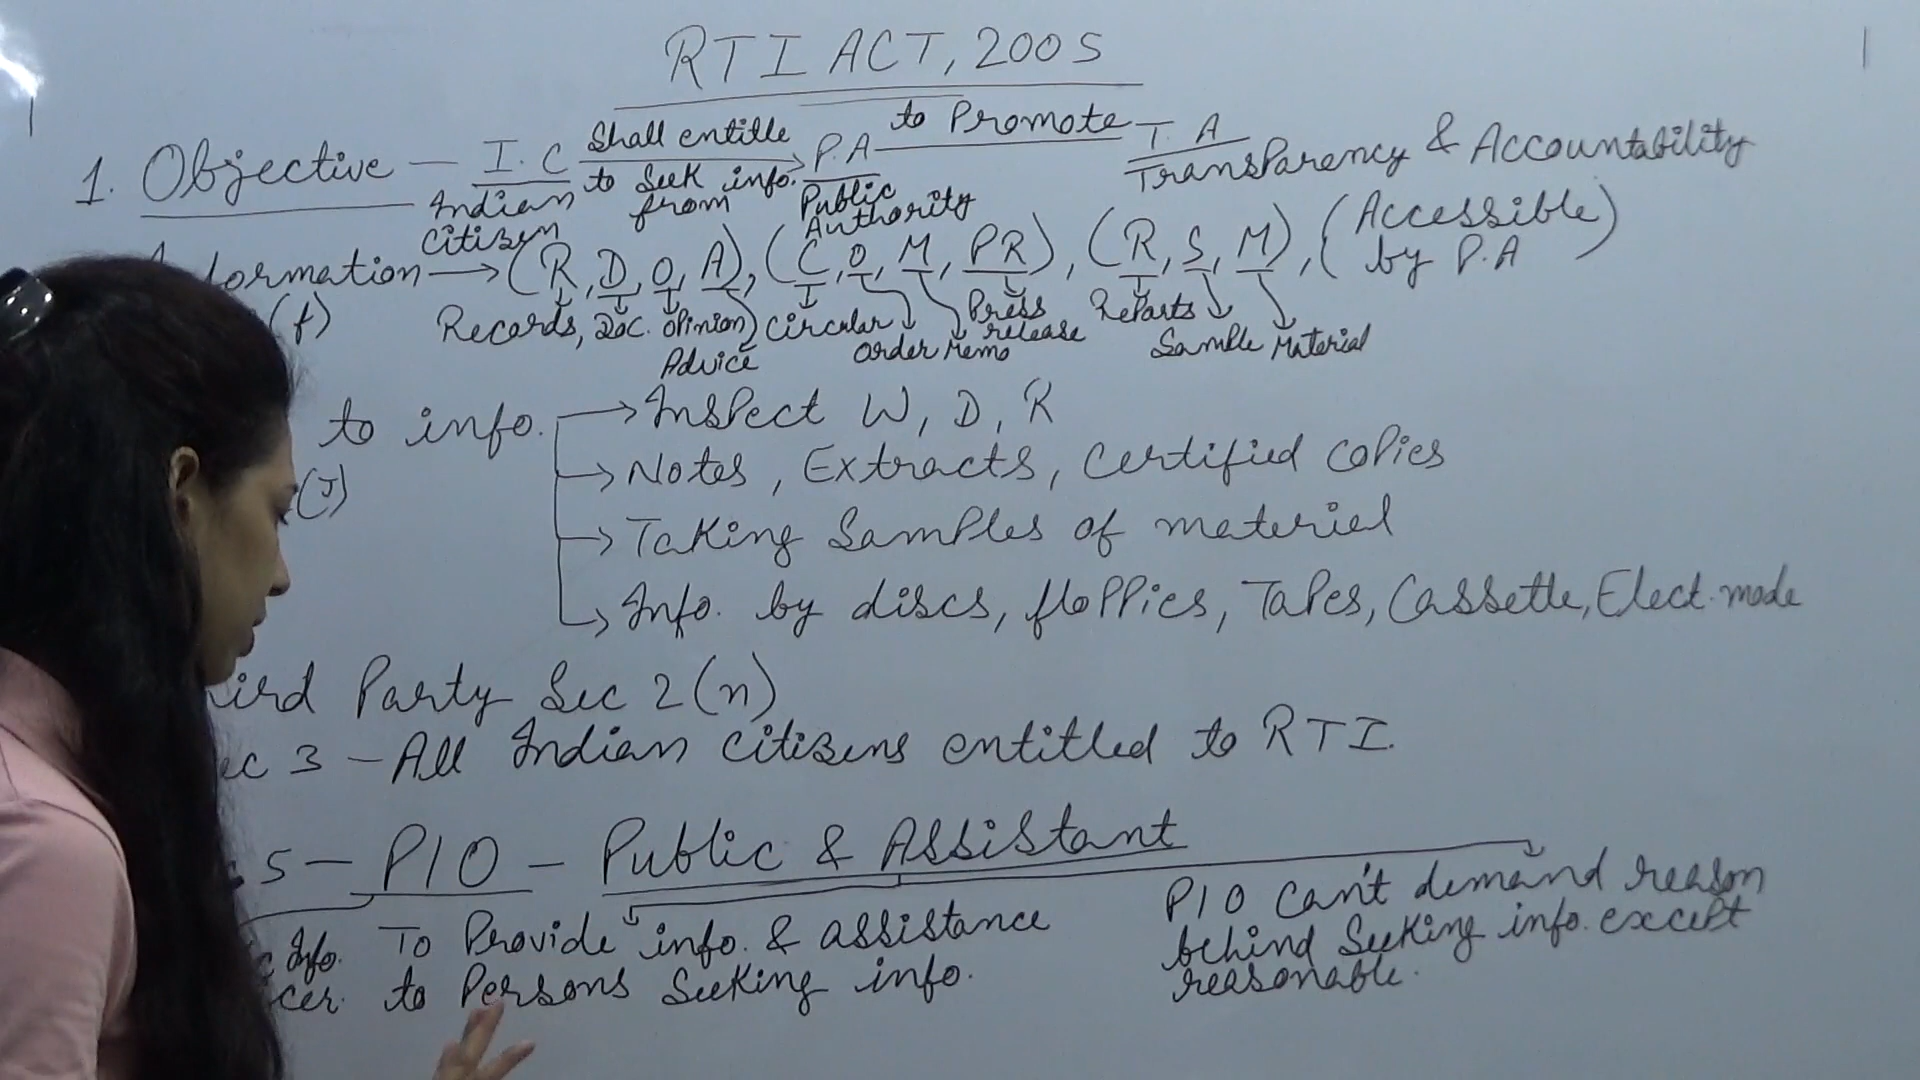 RTI ACT, 2005
1. Objective – I.C Shall entitle to Seek info. from P.A to Promote T. A
Indian citizen Public Authority Transparency & Accountability
formation → (R, D, O, A), (C, O, M, PR), (R, S, M), (Accessible by P.A)
(f) Records, Doc. opinion Advice circular order memo Press release Reports Sample Material
to info. → Inspect W, D, R
(J) → Notes, Extracts, certified copies
→ Taking Samples of material
→ Info. by discs, floppies, Tapes, Cassette, Elect. mode
ird Party Sec 2(n)
ec 3 – All Indian citizens entitled to RTI.
5 – PIO – Public & Assistant
c Info. To Provide info. & assistance
cer. to Persons Seeking info.
PIO can't demand reason
behind Seeking info. except
reasonable.